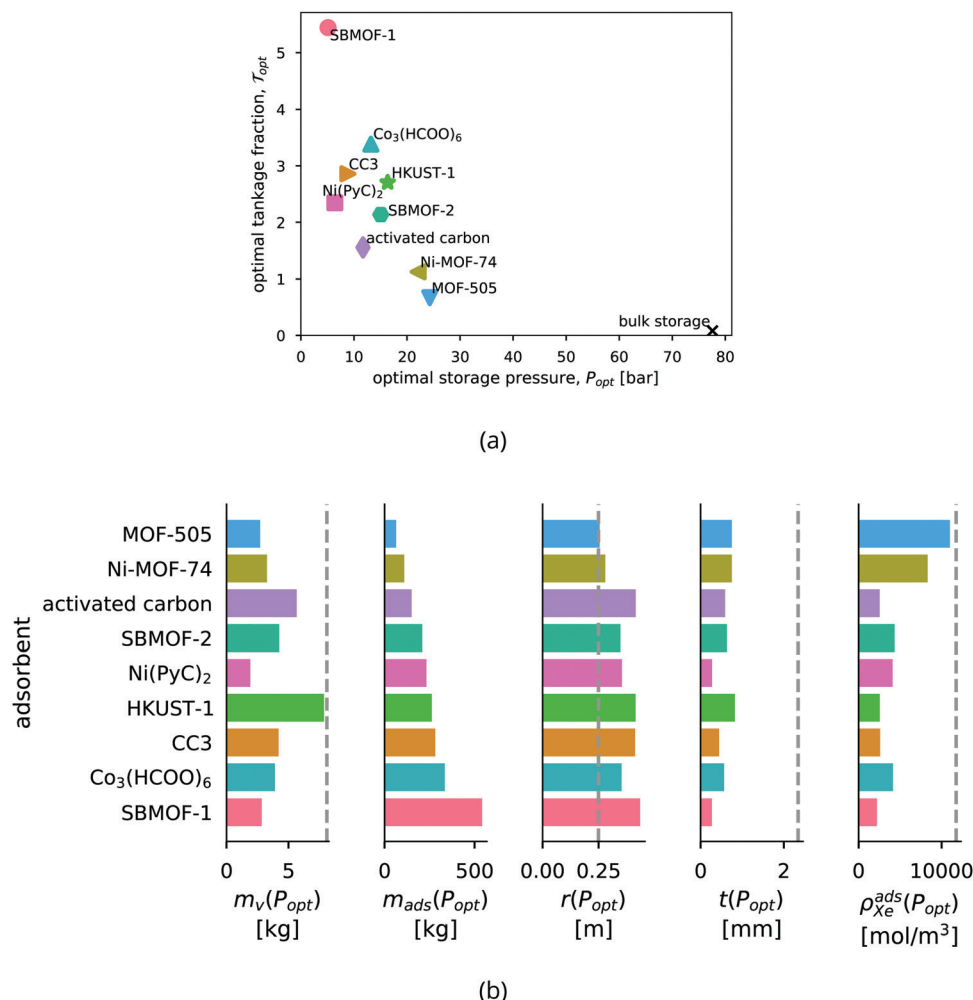 optimal tankage fraction, 𝒯opt
5
4
3
2
1
0
SBMOF-1
Co₃(HCOO)₆
CC3
HKUST-1
Ni(PyC)₂
SBMOF-2
activated carbon
Ni-MOF-74
MOF-505
bulk storage
0 10 20 30 40 50 60 70 80
optimal storage pressure, Popt [bar]
(a)
adsorbent
MOF-505
Ni-MOF-74
activated carbon
SBMOF-2
Ni(PyC)₂
HKUST-1
CC3
Co₃(HCOO)₆
SBMOF-1
0 5
mv(Popt)
[kg]
0 500
mads(Popt)
[kg]
0.00 0.25
r(Popt)
[m]
0 2
t(Popt)
[mm]
0 10000
ρXe^ads(Popt)
[mol/m³]
(b)